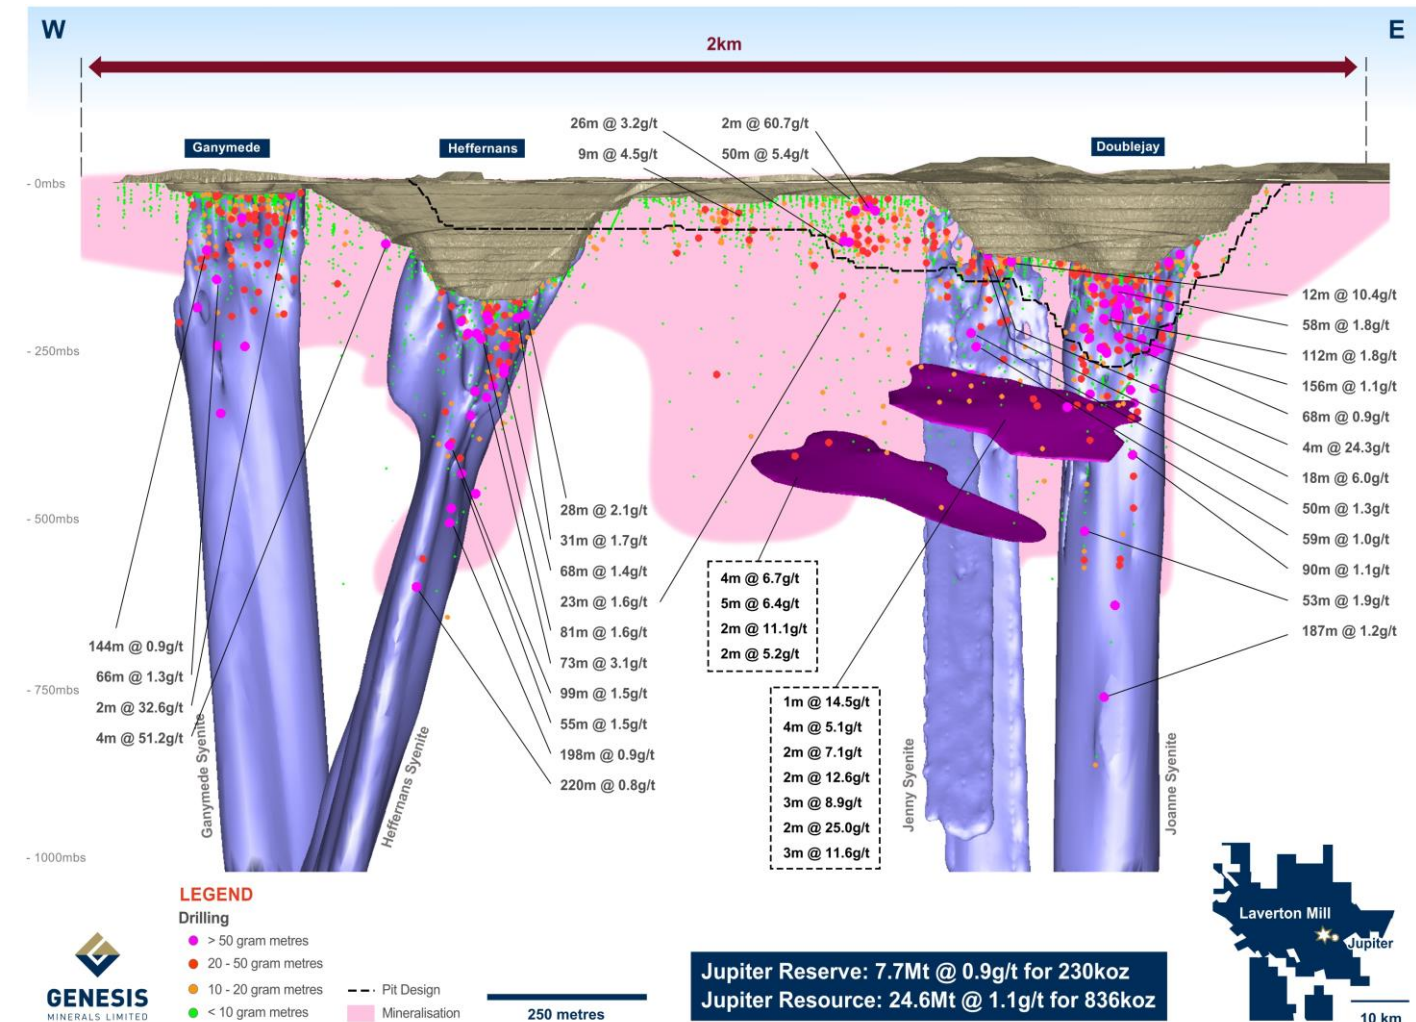 W
E
2km
Ganymede
Heffernans
Doublejay
26m @ 3.2g/t
9m @ 4.5g/t
2m @ 60.7g/t
50m @ 5.4g/t
- 0mbs
- 250mbs
- 500mbs
- 750mbs
- 1000mbs
144m @ 0.9g/t
66m @ 1.3g/t
2m @ 32.6g/t
4m @ 51.2g/t
28m @ 2.1g/t
31m @ 1.7g/t
68m @ 1.4g/t
23m @ 1.6g/t
81m @ 1.6g/t
73m @ 3.1g/t
99m @ 1.5g/t
55m @ 1.5g/t
198m @ 0.9g/t
220m @ 0.8g/t
4m @ 6.7g/t
5m @ 6.4g/t
2m @ 11.1g/t
2m @ 5.2g/t
1m @ 14.5g/t
4m @ 5.1g/t
2m @ 7.1g/t
2m @ 12.6g/t
3m @ 8.9g/t
2m @ 25.0g/t
3m @ 11.6g/t
12m @ 10.4g/t
58m @ 1.8g/t
112m @ 1.8g/t
156m @ 1.1g/t
68m @ 0.9g/t
4m @ 24.3g/t
18m @ 6.0g/t
50m @ 1.3g/t
59m @ 1.0g/t
90m @ 1.1g/t
53m @ 1.9g/t
187m @ 1.2g/t
Ganymede Syenite
Heffernans Syenite
Jenny Syenite
Joanne Syenite
LEGEND
Drilling
> 50 gram metres
20 - 50 gram metres
10 - 20 gram metres
< 10 gram metres
Pit Design
Mineralisation
250 metres
GENESIS
MINERALS LIMITED
Jupiter Reserve: 7.7Mt @ 0.9g/t for 230koz
Jupiter Resource: 24.6Mt @ 1.1g/t for 836koz
Laverton Mill
Jupiter
10 km